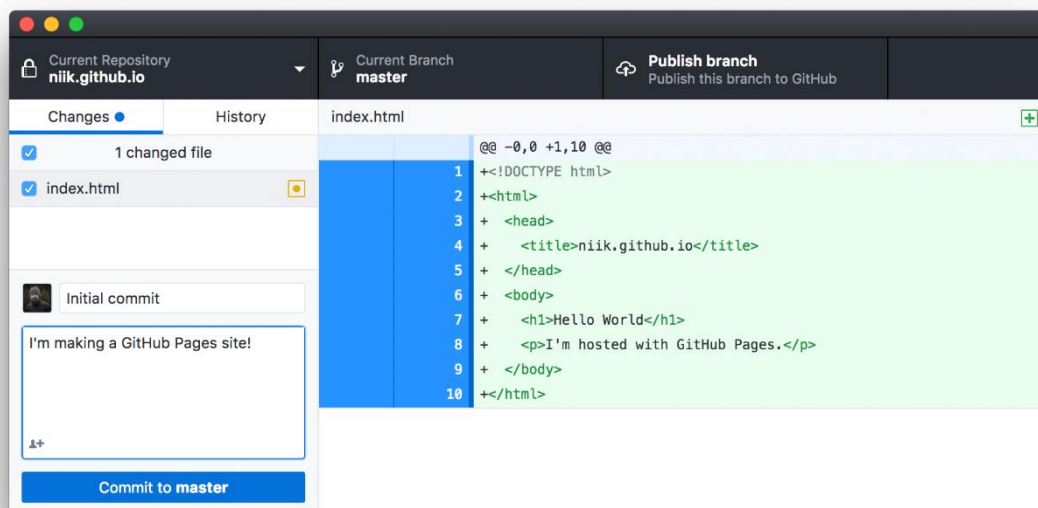 Current Repository
niik.github.io
Current Branch
master
Publish branch
Publish this branch to GitHub
Changes
History
index.html
1 changed file
index.html
@@ -0,0 +1,10 @@
1 +<!DOCTYPE html>
2 +<html>
3 +  <head>
4 +    <title>niik.github.io</title>
5 +  </head>
6 +  <body>
7 +    <h1>Hello World</h1>
8 +    <p>I'm hosted with GitHub Pages.</p>
9 +  </body>
10 +</html>
Initial commit
I'm making a GitHub Pages site!
Commit to master